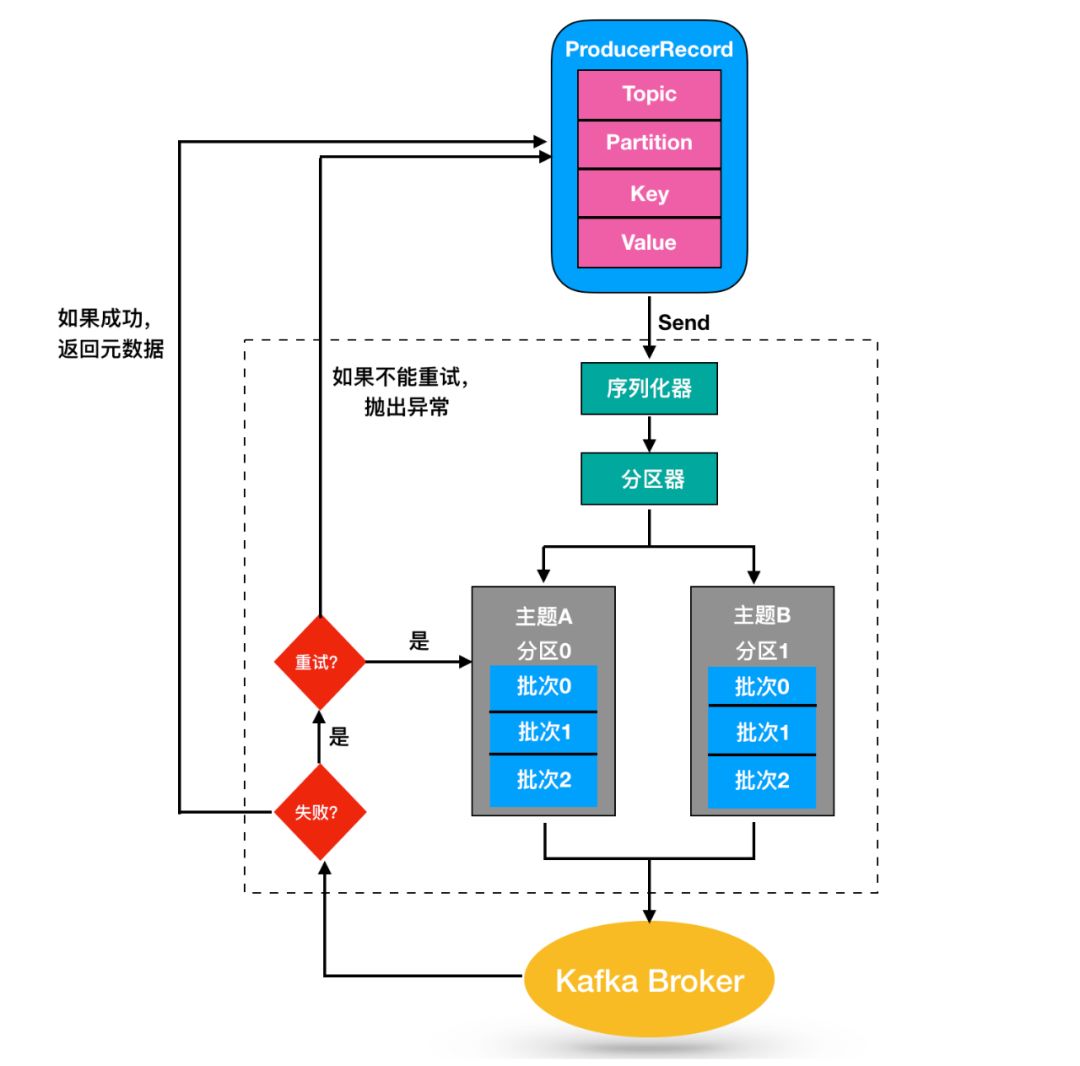 ProducerRecord
Topic
Partition
Key
Value
Send
如果成功，
返回元数据
如果不能重试，
抛出异常
序列化器
分区器
主题A
分区0
批次0
批次1
批次2
主题B
分区1
批次0
批次1
批次2
重试?
是
是
失败?
Kafka Broker